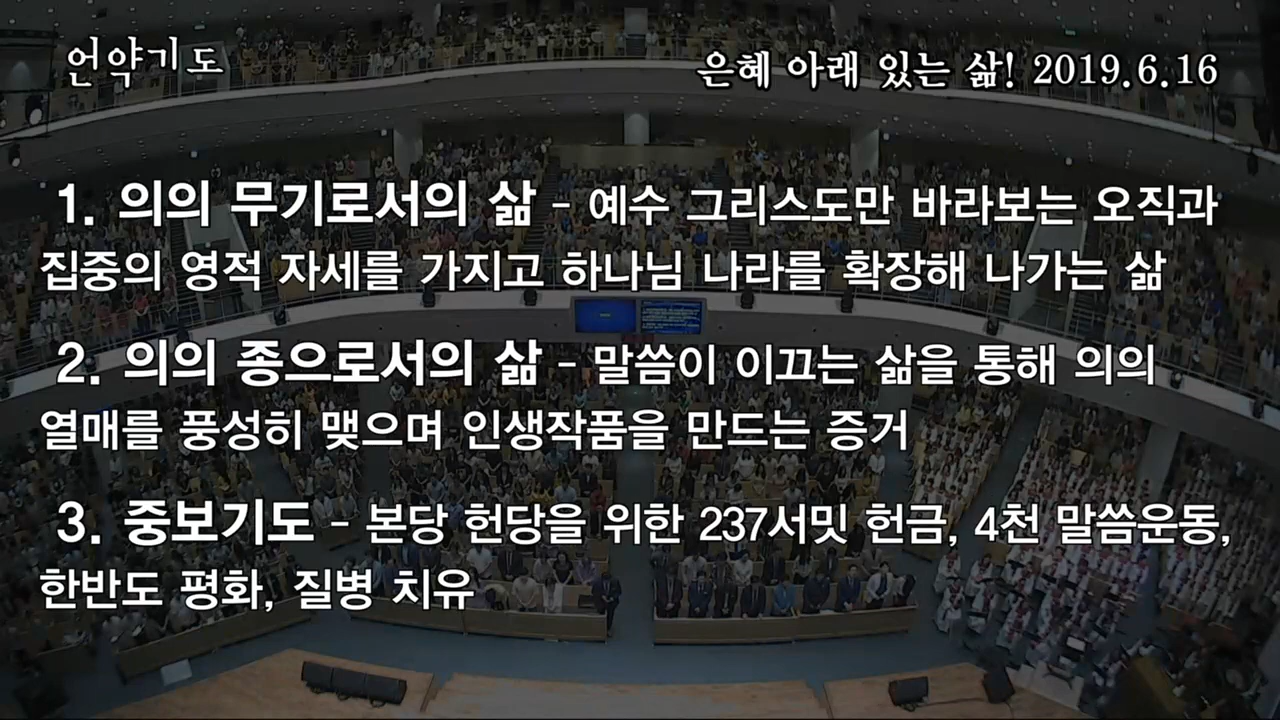 언약기도
은혜 아래 있는 삶! 2019.6.16
1. 의의 무기로서의 삶 - 예수 그리스도만 바라보는 오직과
집중의 영적 자세를 가지고 하나님 나라를 확장해 나가는 삶
2. 의의 종으로서의 삶 - 말씀이 이끄는 삶을 통해 의의
열매를 풍성히 맺으며 인생작품을 만드는 증거
3. 중보기도 - 본당 헌당을 위한 237서밋 헌금, 4천 말씀운동,
한반도 평화, 질병 치유